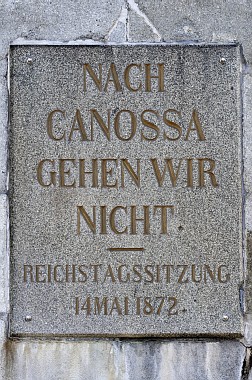 NACH
CANOSSA
GEHEN WIR
NICHT.
REICHSTAGSSITZUNG
14 MAI 1872.